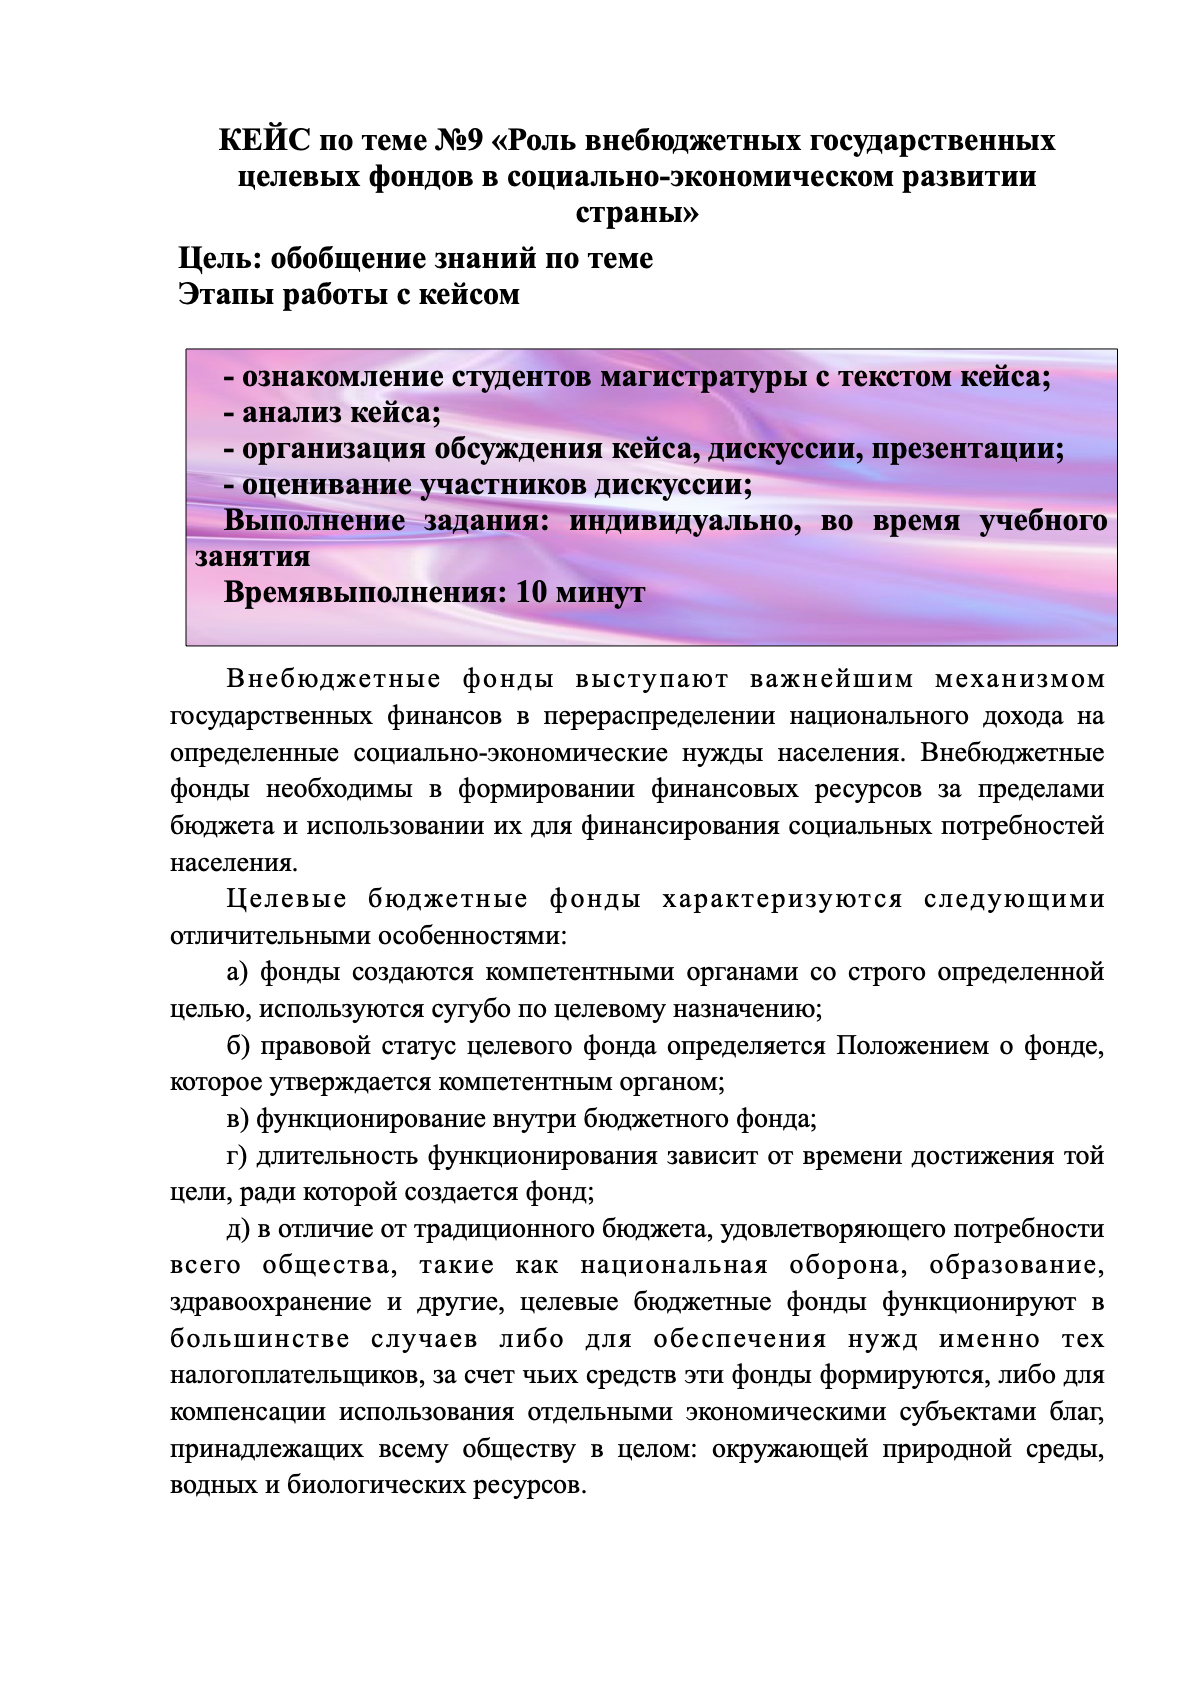 КЕЙС по теме №9 «Роль внебюджетных государственных
целевых фондов в социально-экономическом развитии
страны»
Цель: обобщение знаний по теме
Этапы работы с кейсом
- ознакомление студентов магистратуры с текстом кейса;
- анализ кейса;
- организация обсуждения кейса, дискуссии, презентации;
- оценивание участников дискуссии;
Выполнение задания: индивидуально, во время учебного
занятия
Времявыполнения: 10 минут
Внебюджетные фонды выступают важнейшим механизмом
государственных финансов в перераспределении национального дохода на
определенные социально-экономические нужды населения. Внебюджетные
фонды необходимы в формировании финансовых ресурсов за пределами
бюджета и использовании их для финансирования социальных потребностей
населения.
Целевые бюджетные фонды характеризуются следующими
отличительными особенностями:
а) фонды создаются компетентными органами со строго определенной
целью, используются сугубо по целевому назначению;
б) правовой статус целевого фонда определяется Положением о фонде,
которое утверждается компетентным органом;
в) функционирование внутри бюджетного фонда;
г) длительность функционирования зависит от времени достижения той
цели, ради которой создается фонд;
д) в отличие от традиционного бюджета, удовлетворяющего потребности
всего общества, такие как национальная оборона, образование,
здравоохранение и другие, целевые бюджетные фонды функционируют в
большинстве случаев либо для обеспечения нужд именно тех
налогоплательщиков, за счет чьих средств эти фонды формируются, либо для
компенсации использования отдельными экономическими субъектами благ,
принадлежащих всему обществу в целом: окружающей природной среды,
водных и биологических ресурсов.